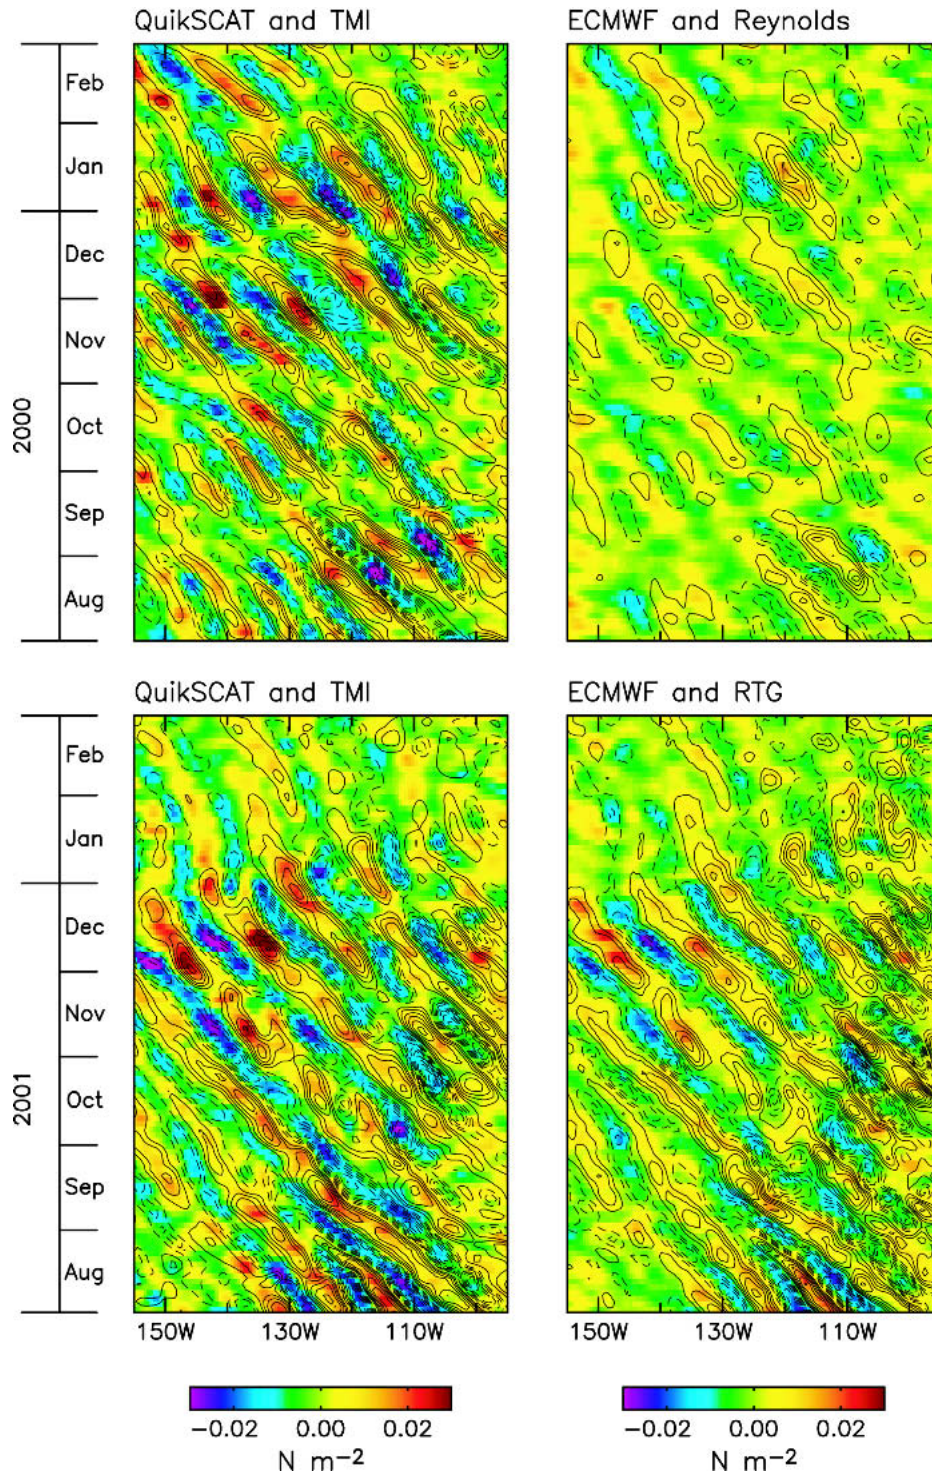 QuikSCAT and TMI
ECMWF and Reynolds
Feb
Jan
Dec
Nov
2000
Oct
Sep
Aug
QuikSCAT and TMI
ECMWF and RTG
Feb
Jan
Dec
Nov
2001
Oct
Sep
Aug
150W 130W 110W
150W 130W 110W
−0.02 0.00 0.02
−0.02 0.00 0.02
N m⁻²
N m⁻²